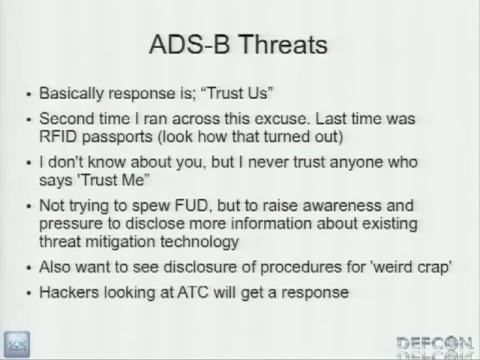 ADS-B Threats
• Basically response is; “Trust Us”
• Second time I ran across this excuse. Last time was
RFID passports (look how that turned out)
• I don't know about you, but I never trust anyone who
says 'Trust Me”
• Not trying to spew FUD, but to raise awareness and
pressure to disclose more information about existing
threat mitigation technology
• Also want to see disclosure of procedures for 'weird crap'
• Hackers looking at ATC will get a response
DEFCON